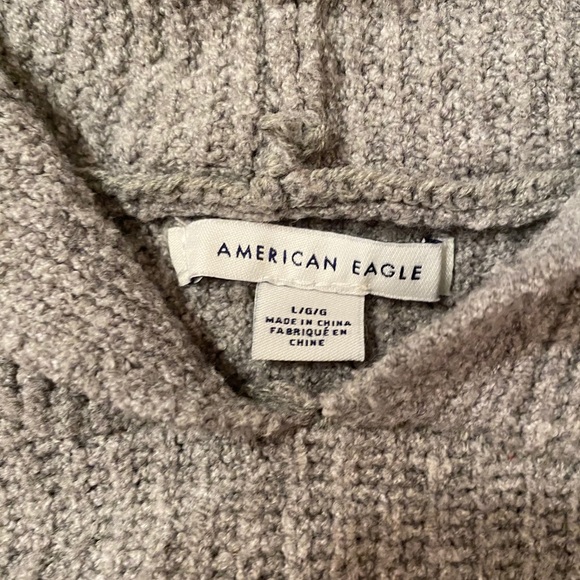 AMERICAN EAGLE
L/G/G
MADE IN CHINA
FABRIQUÉ EN
CHINE